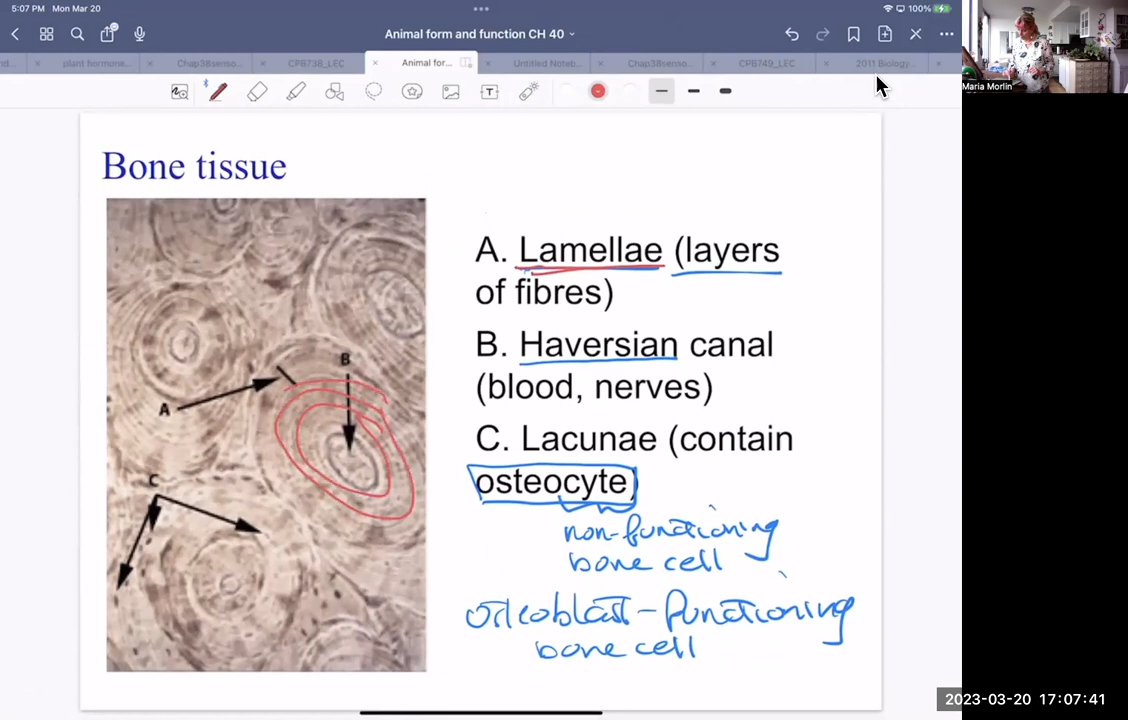 5:07 PM Mon Mar 20
100%
Animal form and function CH 40
plant hormone...
Chap38senso...
CPB738_LEC
Animal for...
Untitled Noteb...
Chap38senso...
CPB749_LEC
2011 Biology...
T
Maria Morlin
Bone tissue
A. Lamellae (layers
of fibres)
B. Haversian canal
(blood, nerves)
C. Lacunae (contain
osteocyte)
non-functioning
bone cell
osteoblast - functioning
bone cell
A
B
C
2023-03-20 17:07:41